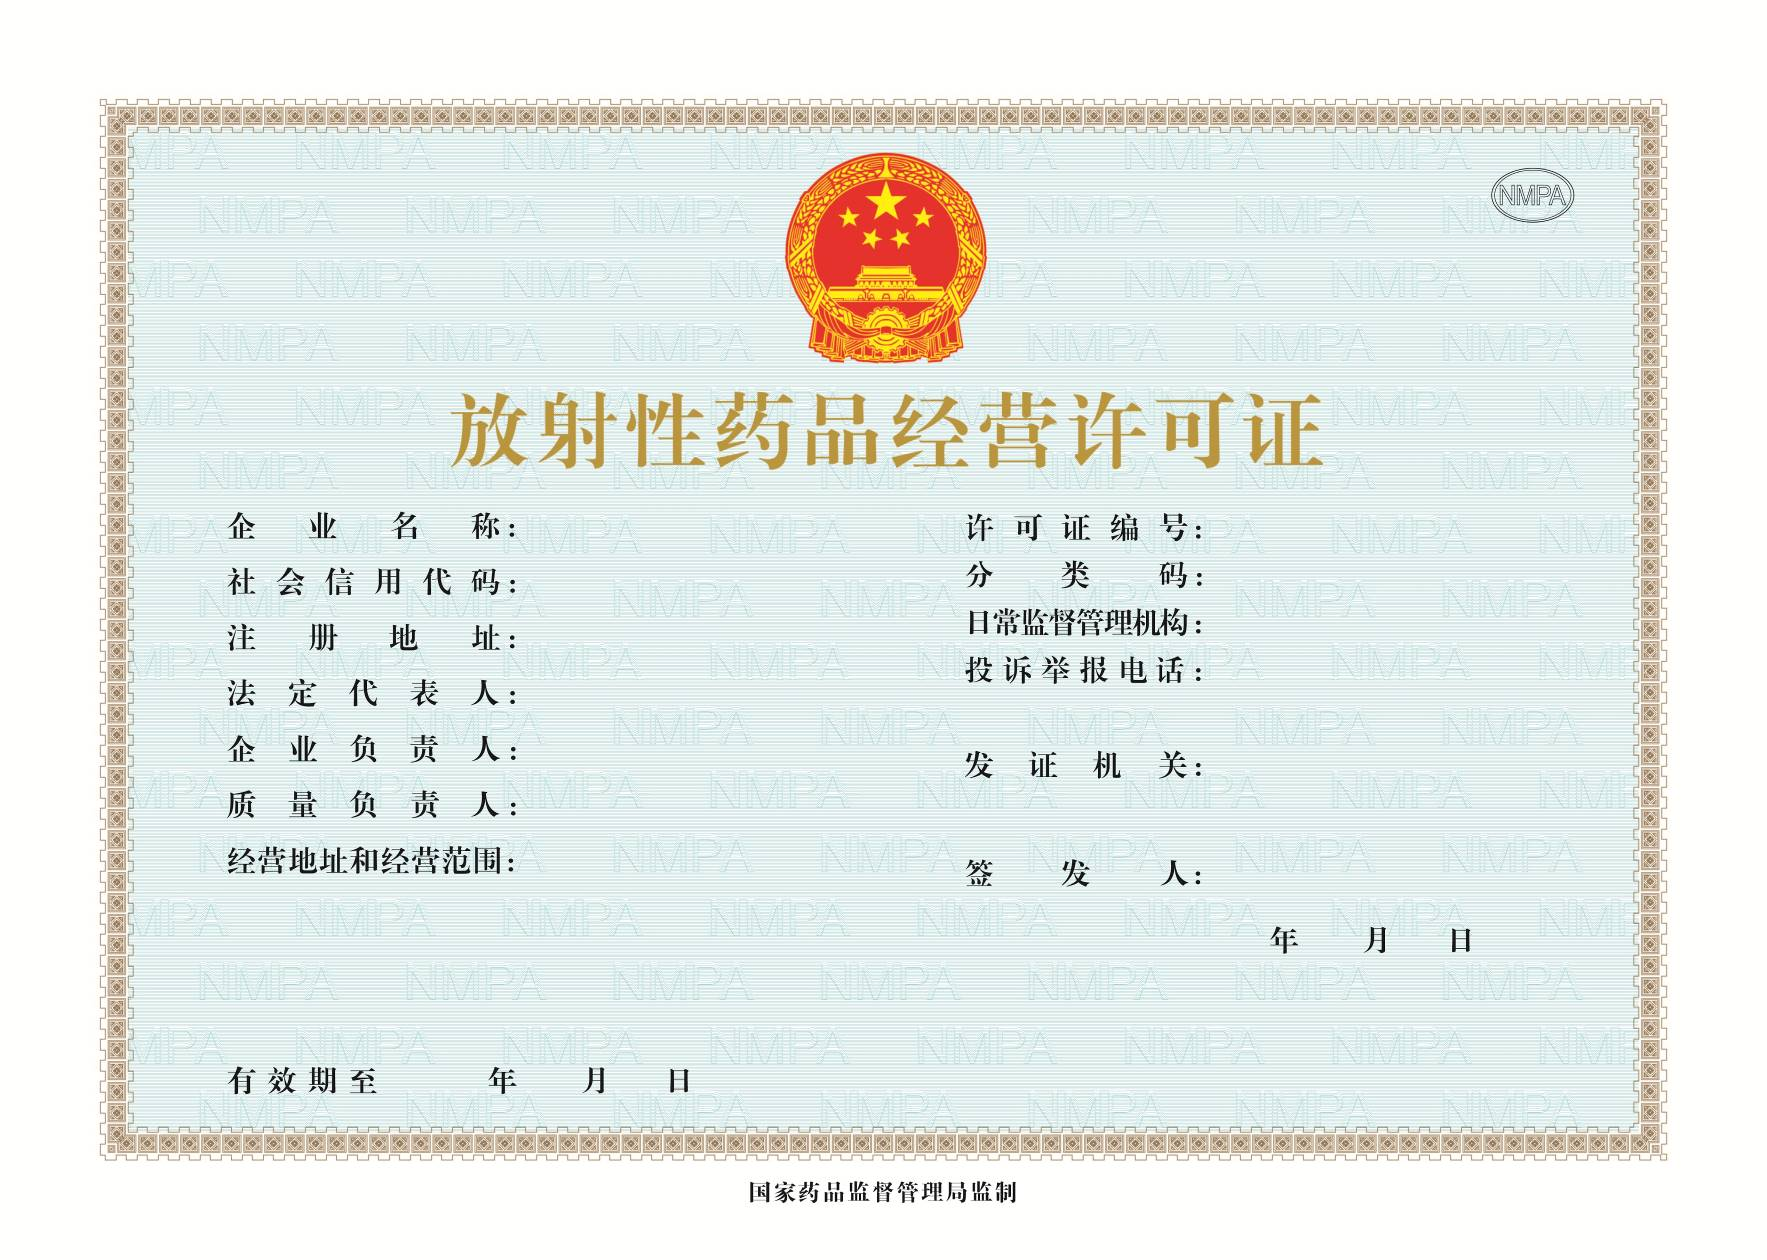 NMPA
放射性药品经营许可证
企业名称：
社会信用代码：
注册地址：
法定代表人：
企业负责人：
质量负责人：
经营地址和经营范围：
许可证编号：
分类码：
日常监督管理机构：
投诉举报电话：
发证机关：
签发人：
年 月 日
有效期至 年 月 日
国家药品监督管理局监制